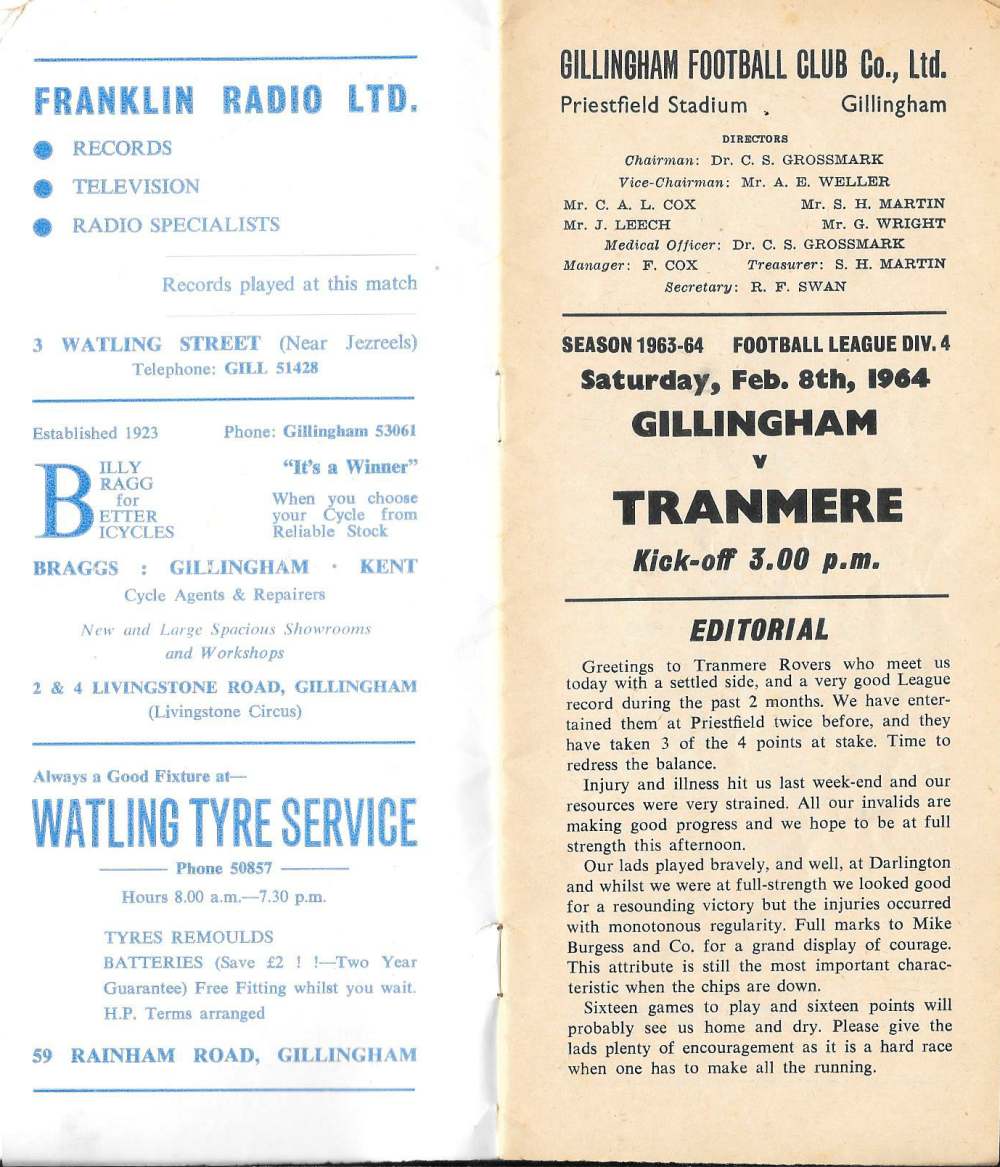 FRANKLIN RADIO LTD.
RECORDS
TELEVISION
RADIO SPECIALISTS
Records played at this match
3 WATLING STREET (Near Jezreels)
Telephone: GILL 51428
Established 1923 Phone: Gillingham 53061
BILLY
BRAGG
for
BETTER
BICYCLES
"It's a Winner"
When you choose
your Cycle from
Reliable Stock
BRAGGS : GILLINGHAM · KENT
Cycle Agents & Repairers
New and Large Spacious Showrooms
and Workshops
2 & 4 LIVINGSTONE ROAD, GILLINGHAM
(Livingstone Circus)
Always a Good Fixture at—
WATLING TYRE SERVICE
Phone 50857
Hours 8.00 a.m.—7.30 p.m.
TYRES REMOULDS
BATTERIES (Save £2 ! !—Two Year
Guarantee) Free Fitting whilst you wait.
H.P. Terms arranged
59 RAINHAM ROAD, GILLINGHAM
GILLINGHAM FOOTBALL CLUB Co., Ltd.
Priestfield Stadium Gillingham
DIRECTORS
Chairman: Dr. C. S. GROSSMARK
Vice-Chairman: Mr. A. E. WELLER
Mr. C. A. L. COX Mr. S. H. MARTIN
Mr. J. LEECH Mr. G. WRIGHT
Medical Officer: Dr. C. S. GROSSMARK
Manager: F. COX Treasurer: S. H. MARTIN
Secretary: R. F. SWAN
SEASON 1963-64 FOOTBALL LEAGUE DIV. 4
Saturday, Feb. 8th, 1964
GILLINGHAM
v
TRANMERE
Kick-off 3.00 p.m.
EDITORIAL
Greetings to Tranmere Rovers who meet us
today with a settled side, and a very good League
record during the past 2 months. We have enter-
tained them at Priestfield twice before, and they
have taken 3 of the 4 points at stake. Time to
redress the balance.
Injury and illness hit us last week-end and our
resources were very strained. All our invalids are
making good progress and we hope to be at full
strength this afternoon.
Our lads played bravely, and well, at Darlington
and whilst we were at full-strength we looked good
for a resounding victory but the injuries occurred
with monotonous regularity. Full marks to Mike
Burgess and Co. for a grand display of courage.
This attribute is still the most important charac-
teristic when the chips are down.
Sixteen games to play and sixteen points will
probably see us home and dry. Please give the
lads plenty of encouragement as it is a hard race
when one has to make all the running.